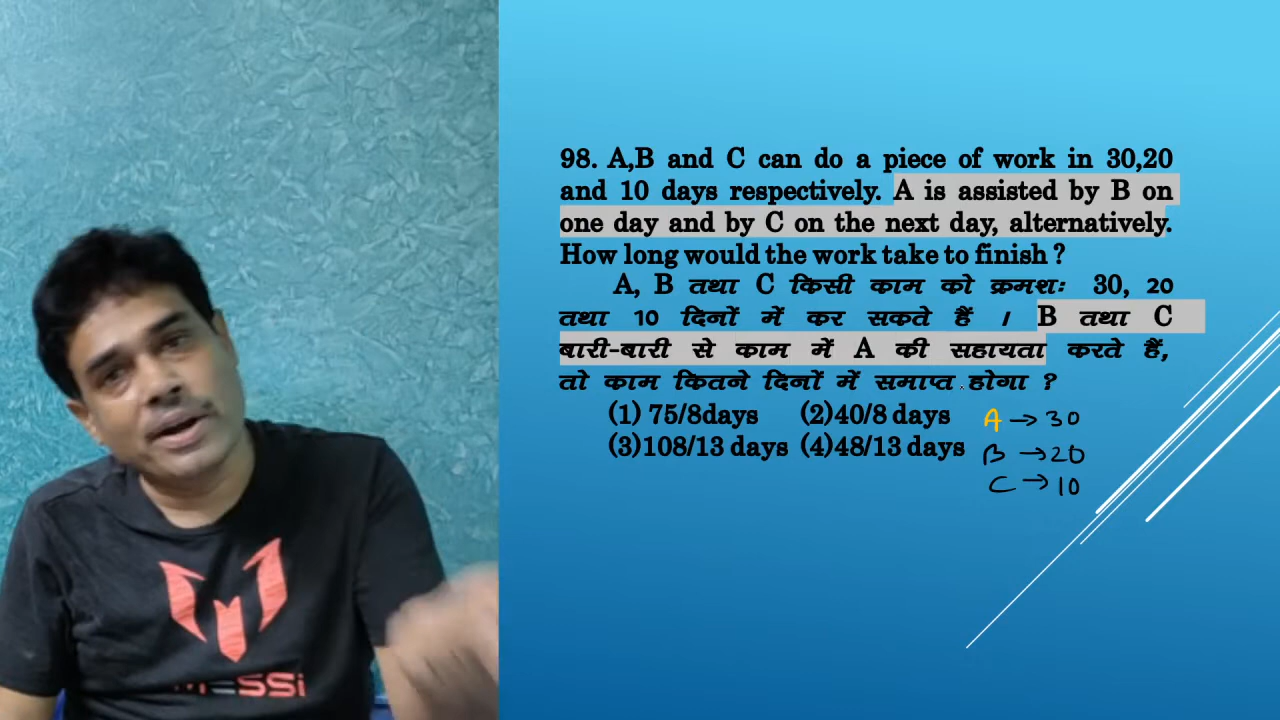 98. A,B and C can do a piece of work in 30,20
and 10 days respectively. A is assisted by B on
one day and by C on the next day, alternatively.
How long would the work take to finish ?
A, B तथा C किसी काम को क्रमशः 30, 20
तथा 10 दिनों में कर सकते हैं । B तथा C
बारी-बारी से काम में A की सहायता करते हैं,
तो काम कितने दिनों में समाप्त होगा ?
(1) 75/8days (2)40/8 days
(3)108/13 days (4)48/13 days
A → 30
B → 20
C → 10
MESSI